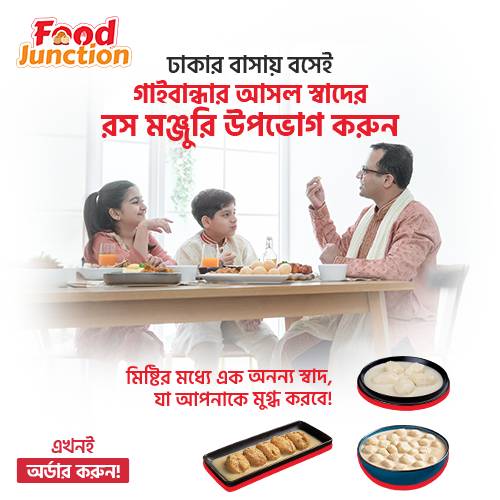 Food
Junction
ঢাকার বাসায় বসেই
গাইবান্ধার আসল স্বাদের
রস মঞ্জুরি উপভোগ করুন
মিষ্টির মধ্যে এক অনন্য স্বাদ,
যা আপনাকে মুগ্ধ করবে!
এখনই
অর্ডার করুন!